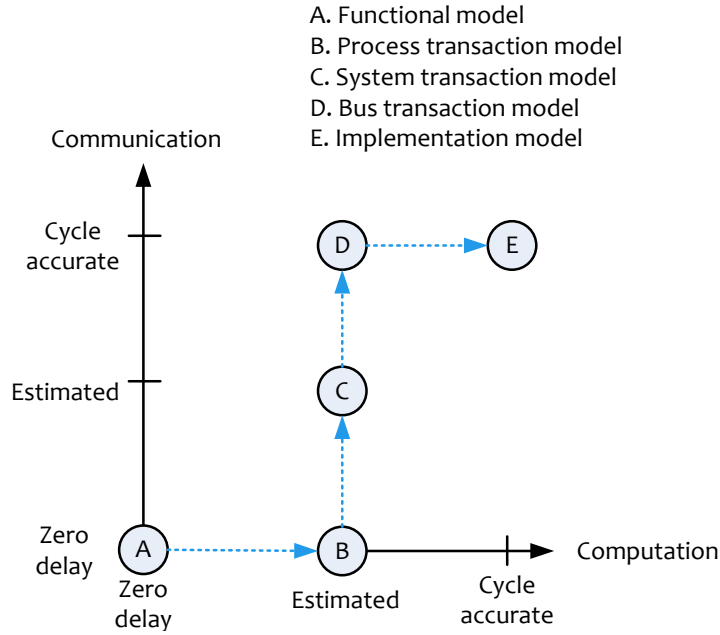 A. Functional model
B. Process transaction model
C. System transaction model
D. Bus transaction model
E. Implementation model
Communication
Cycle
accurate
D
E
Estimated
C
Zero
delay
A
B
Computation
Zero
delay
Estimated
Cycle
accurate